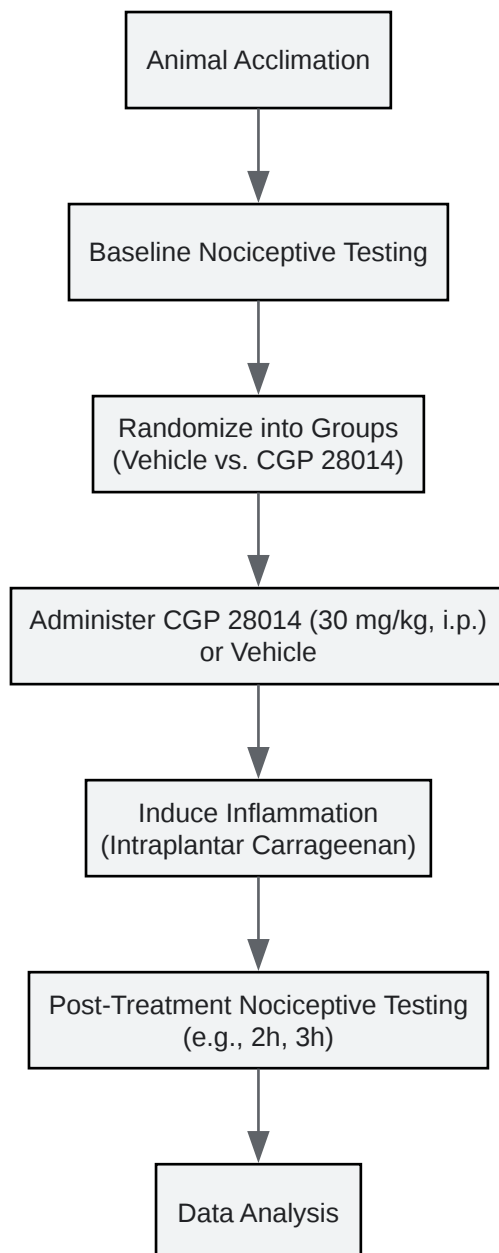 Animal Acclimation
Baseline Nociceptive Testing
Randomize into Groups
(Vehicle vs. CGP 28014)
Administer CGP 28014 (30 mg/kg, i.p.)
or Vehicle
Induce Inflammation
(Intraplantar Carrageenan)
Post-Treatment Nociceptive Testing
(e.g., 2h, 3h)
Data Analysis